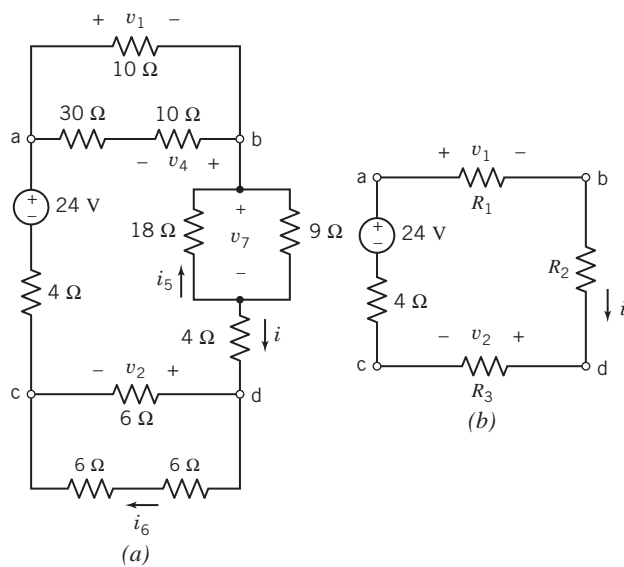 + v₁ −
10 Ω
30 Ω 10 Ω
a b
− v₄ +
+
−
24 V
18 Ω
+
v₇
−
9 Ω
i₅
4 Ω
4 Ω
i
c − v₂ + d
6 Ω
6 Ω 6 Ω
i₆
(a)
+ v₁ −
a b
R₁
+
−
24 V
R₂
4 Ω
i
− v₂ +
c d
R₃
(b)